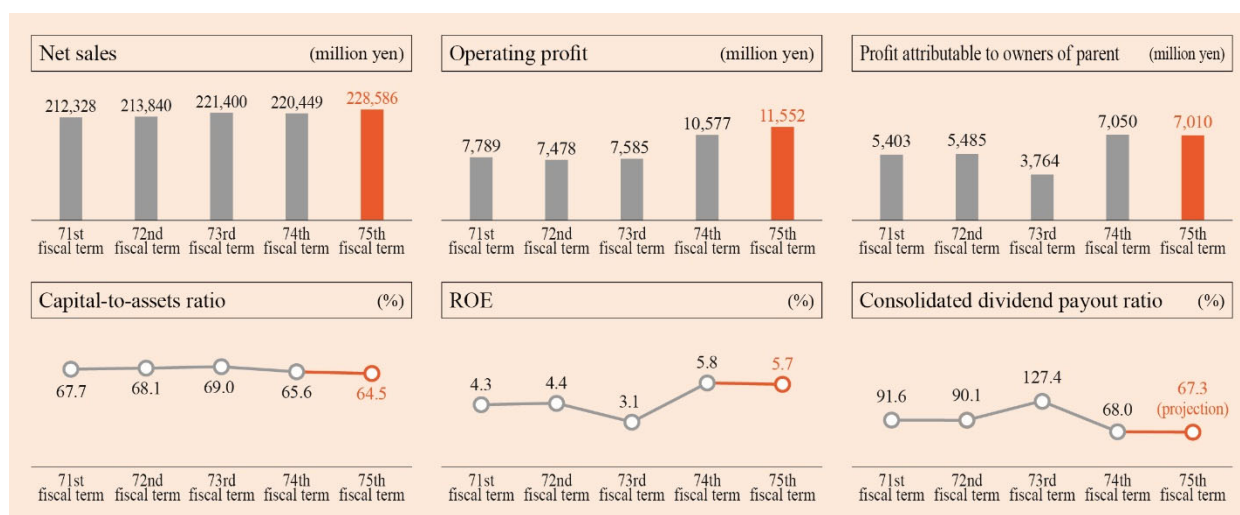 Net sales (million yen)
212,328 213,840 221,400 220,449 228,586
71st fiscal term 72nd fiscal term 73rd fiscal term 74th fiscal term 75th fiscal term
Operating profit (million yen)
7,789 7,478 7,585 10,577 11,552
71st fiscal term 72nd fiscal term 73rd fiscal term 74th fiscal term 75th fiscal term
Profit attributable to owners of parent (million yen)
5,403 5,485 3,764 7,050 7,010
71st fiscal term 72nd fiscal term 73rd fiscal term 74th fiscal term 75th fiscal term
Capital-to-assets ratio (%)
67.7 68.1 69.0 65.6 64.5
71st fiscal term 72nd fiscal term 73rd fiscal term 74th fiscal term 75th fiscal term
ROE (%)
4.3 4.4 3.1 5.8 5.7
71st fiscal term 72nd fiscal term 73rd fiscal term 74th fiscal term 75th fiscal term
Consolidated dividend payout ratio (%)
91.6 90.1 127.4 68.0 67.3
(projection)
71st fiscal term 72nd fiscal term 73rd fiscal term 74th fiscal term 75th fiscal term